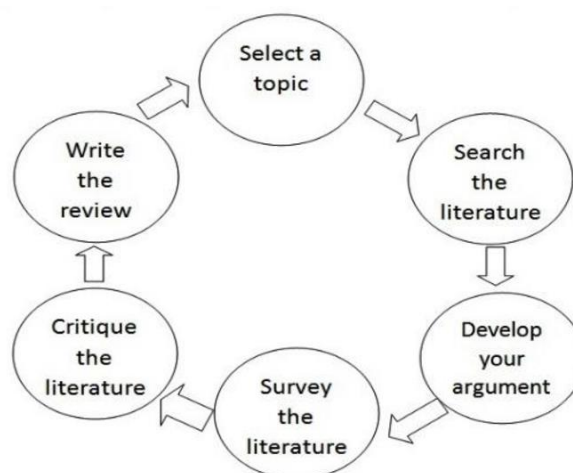 Select a
topic
Search
the
literature
Develop
your
argument
Survey
the
literature
Critique
the
literature
Write
the
review